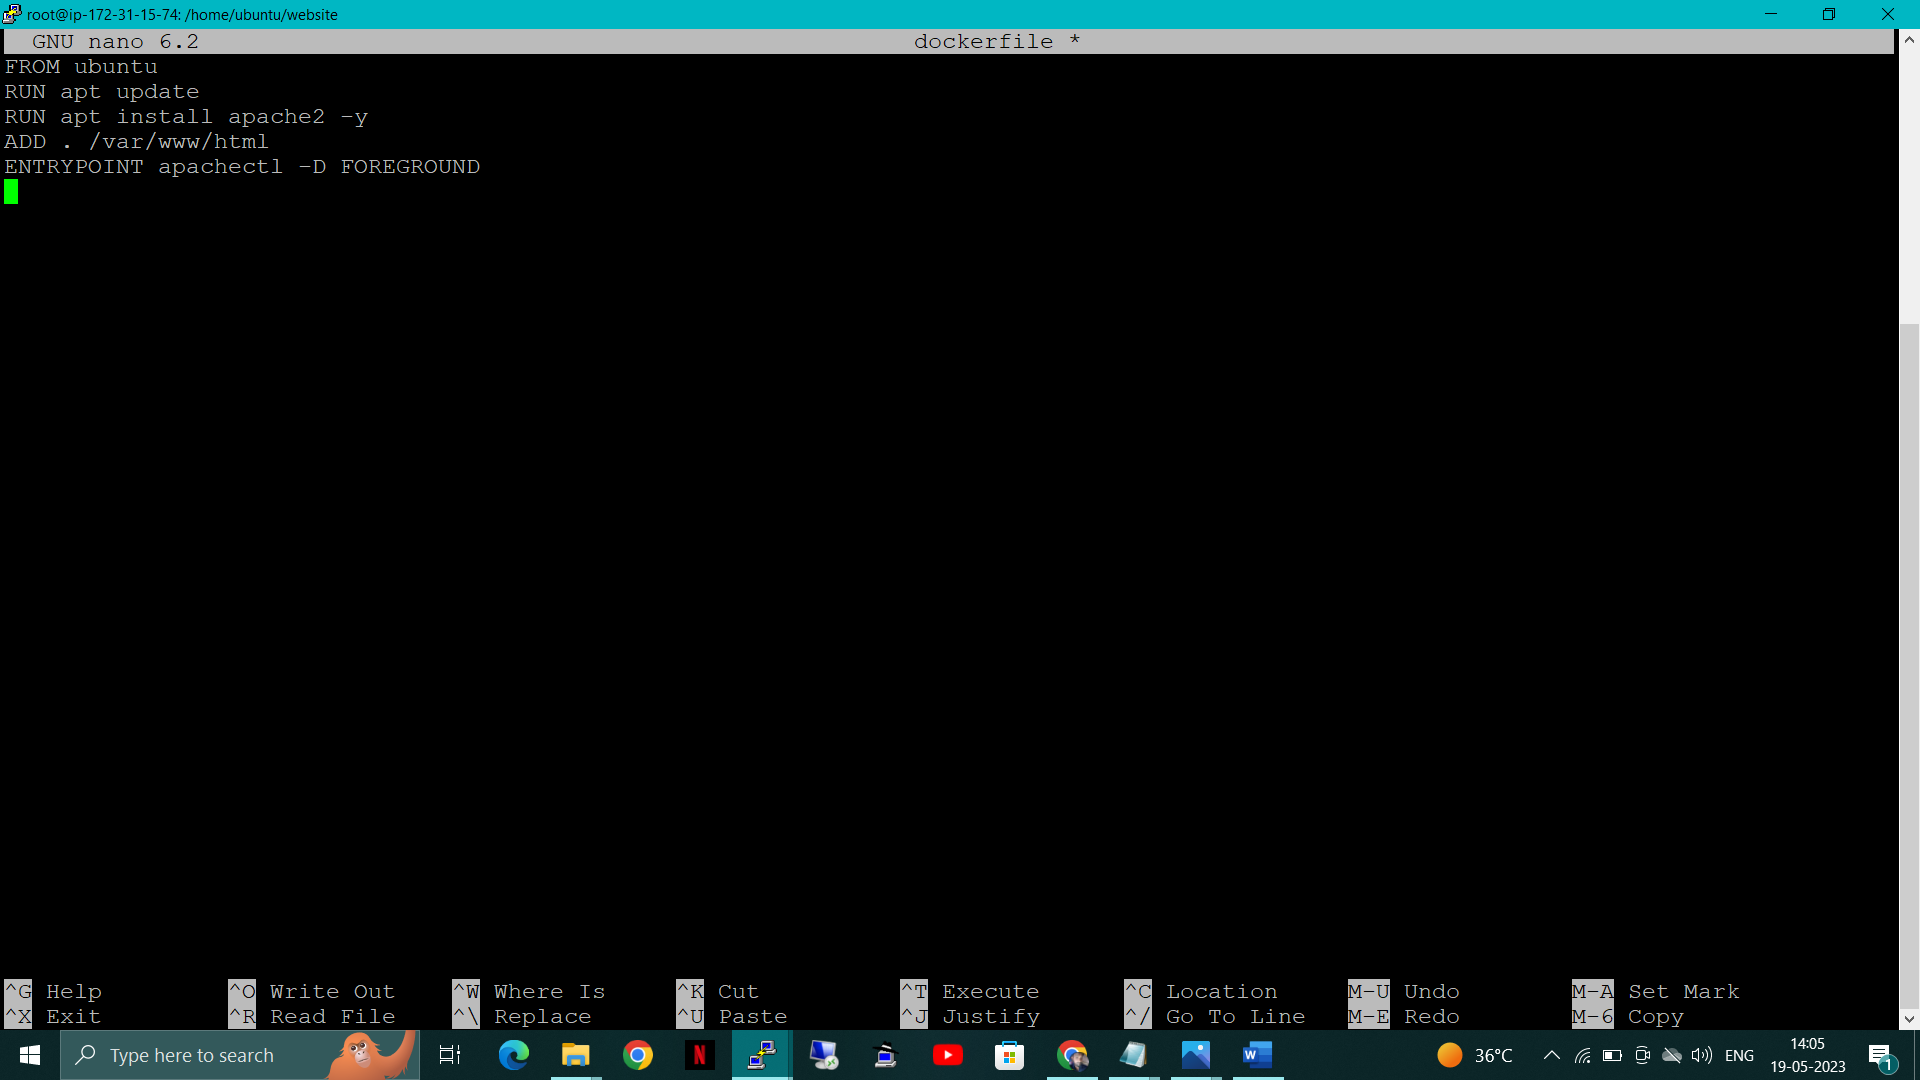 root@ip-172-31-15-74: /home/ubuntu/website
GNU nano 6.2 dockerfile *
FROM ubuntu
RUN apt update
RUN apt install apache2 -y
ADD . /var/www/html
ENTRYPOINT apachectl -D FOREGROUND
^G Help ^O Write Out ^W Where Is ^K Cut ^T Execute ^C Location M-U Undo M-A Set Mark
^X Exit ^R Read File ^\ Replace ^U Paste ^J Justify ^/ Go To Line M-E Redo M-6 Copy
Type here to search N W 36°C ENG 14:05
19-05-2023 1